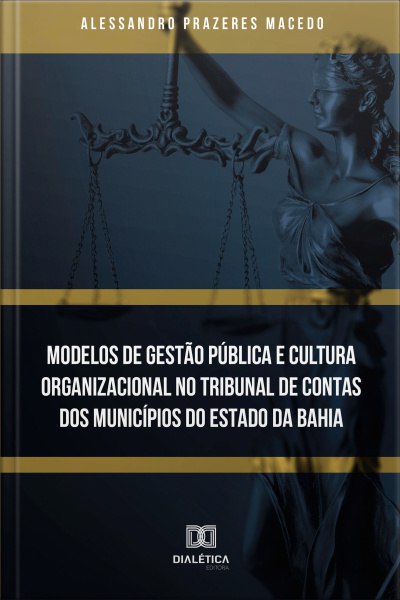 ALESSANDRO PRAZERES MACEDO
MODELOS DE GESTÃO PÚBLICA E CULTURA
ORGANIZACIONAL NO TRIBUNAL DE CONTAS
DOS MUNICÍPIOS DO ESTADO DA BAHIA
DIALÉTICA
EDITORA